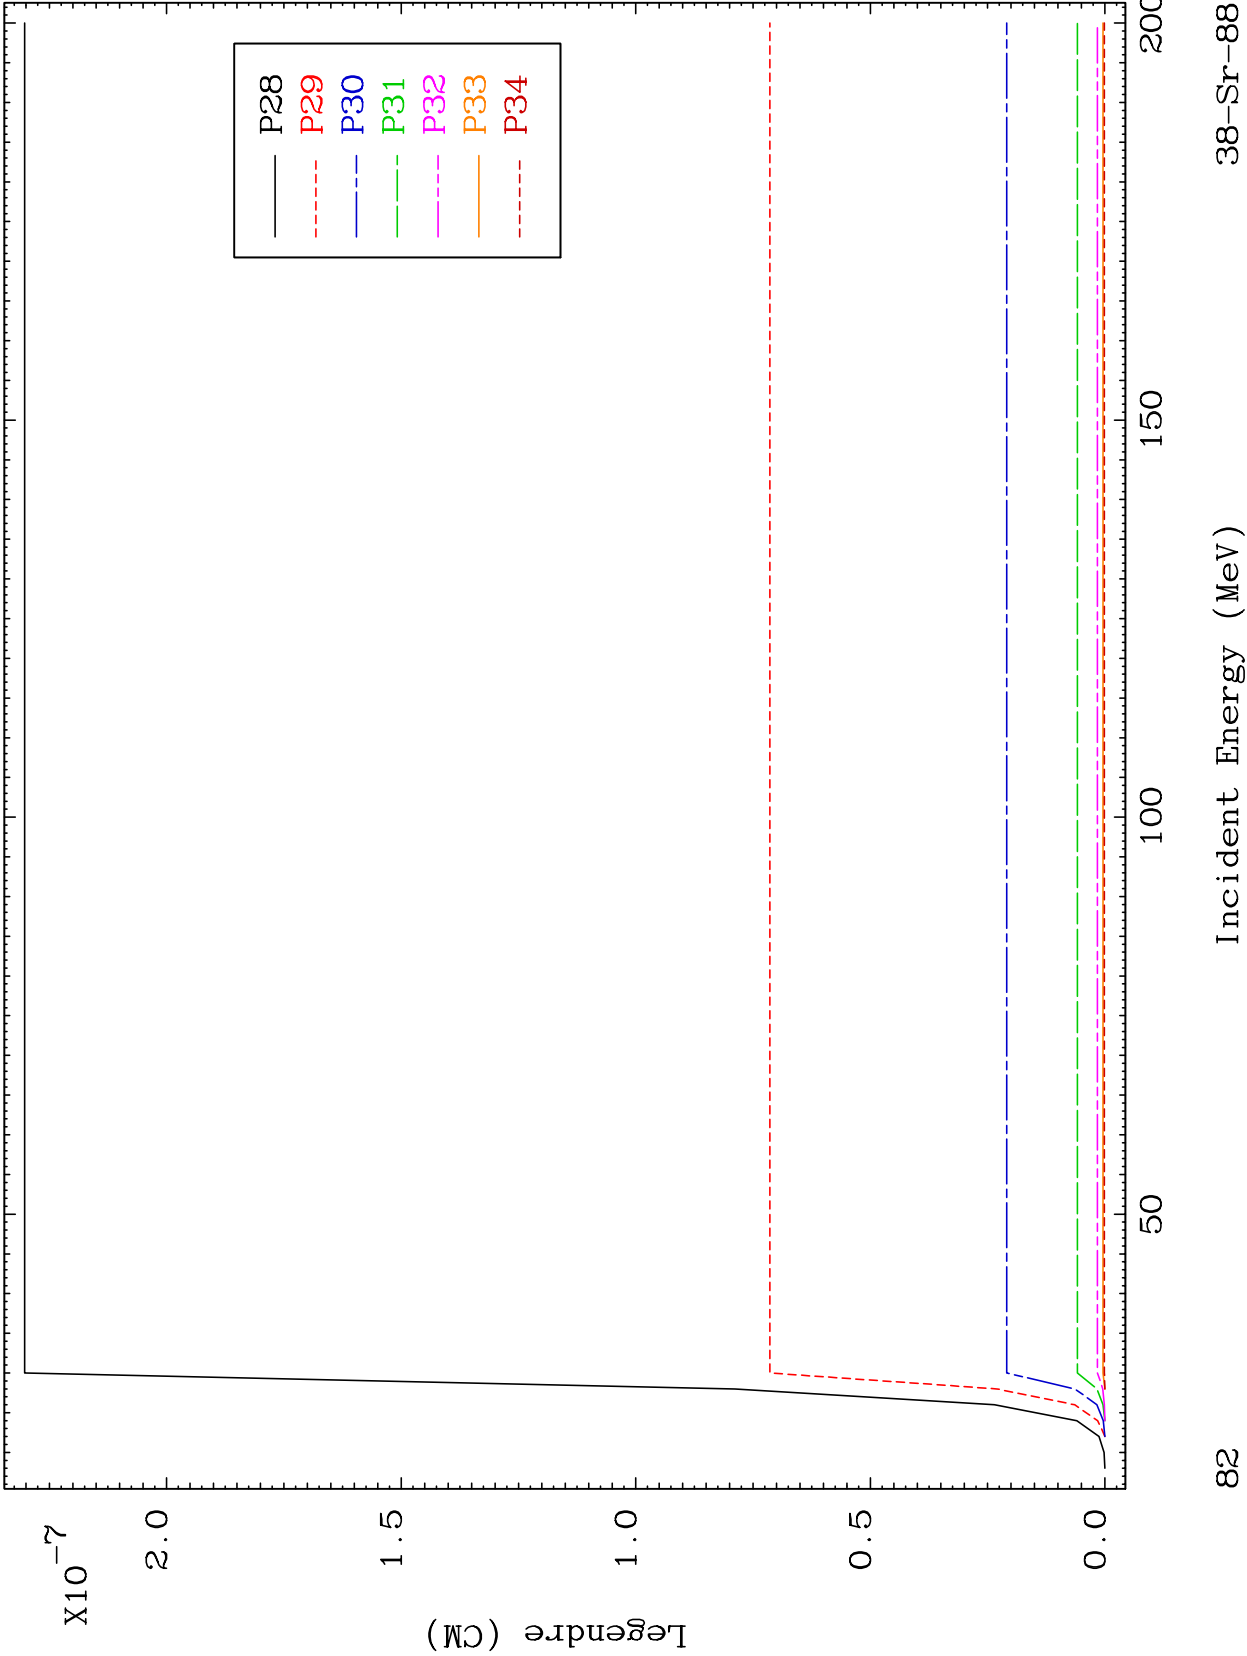 X10-7
2.0
1.5
1.0
0.5
0.0
Legendre (CM)
P28
P29
P30
P31
P32
P33
P34
50
100
150
200
Incident Energy (MeV)
82
38-Sr-88